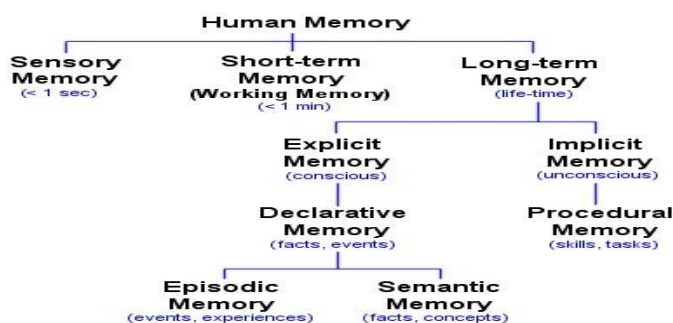 Human Memory
Sensory
Memory
(< 1 sec)
Short-term
Memory
(Working Memory)
(< 1 min)
Long-term
Memory
(life-time)
Explicit
Memory
(conscious)
Implicit
Memory
(unconscious)
Declarative
Memory
(facts, events)
Procedural
Memory
(skills, tasks)
Episodic
Memory
(events, experiences)
Semantic
Memory
(facts, concepts)